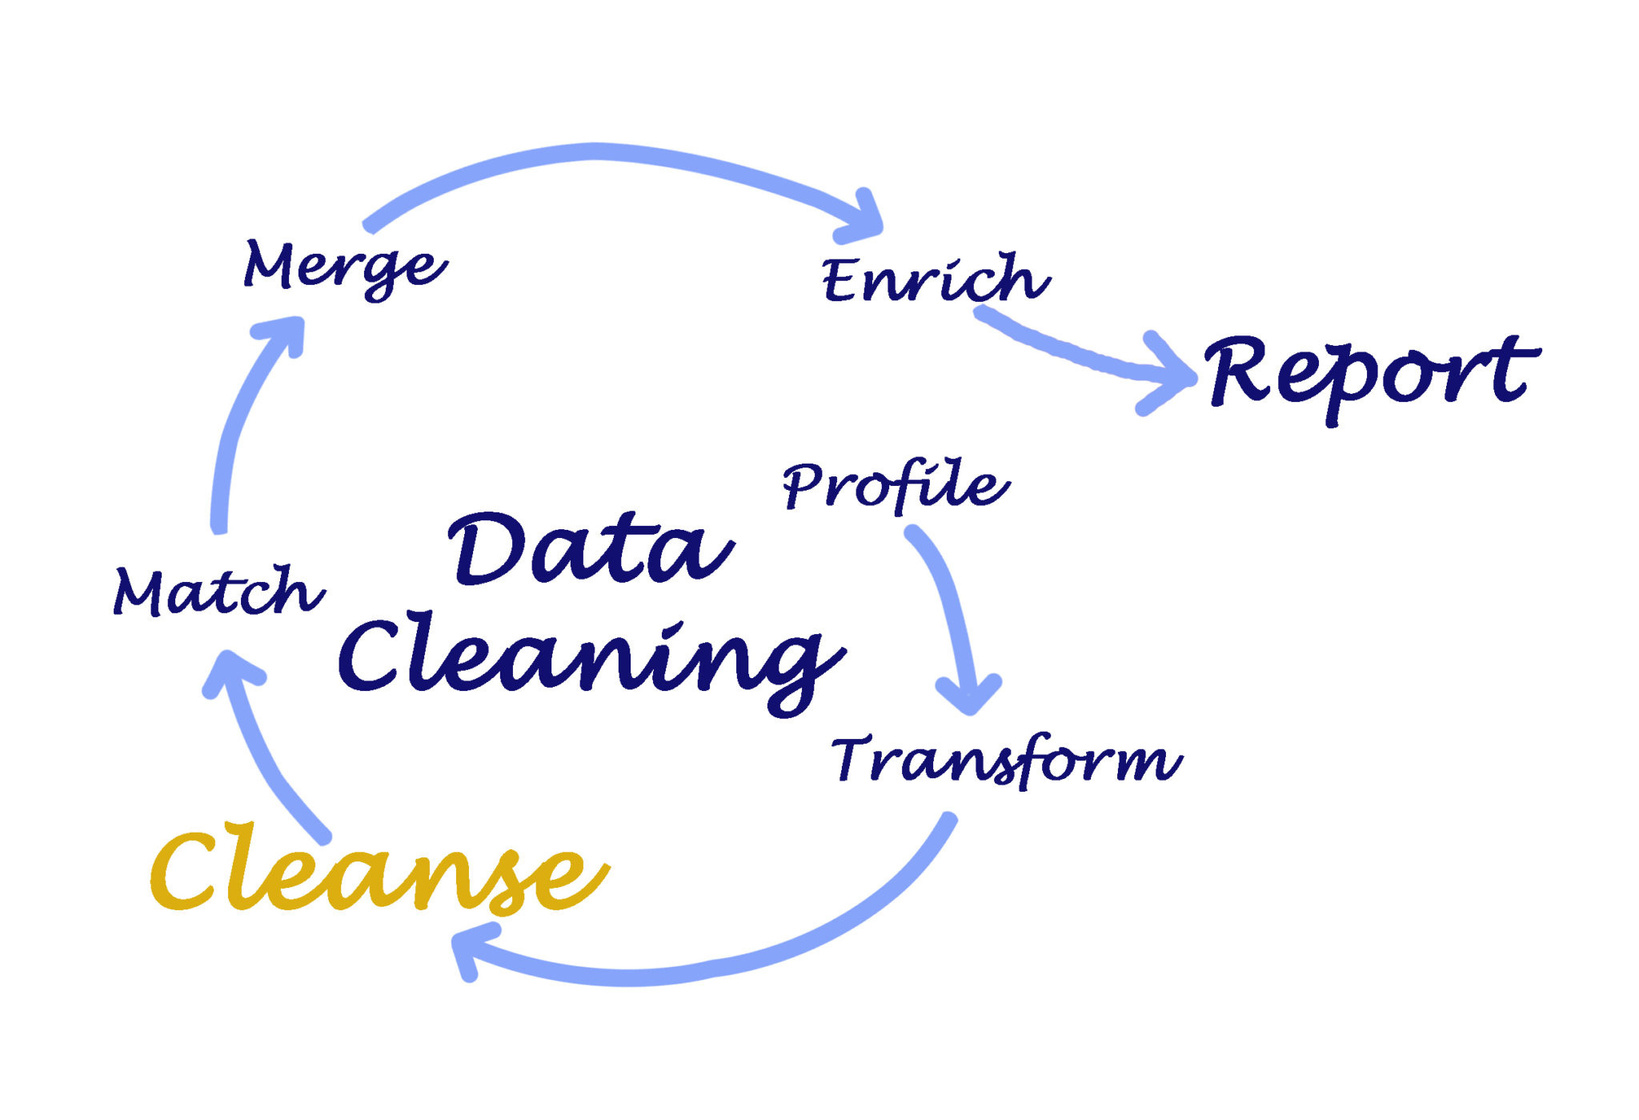 Merge
Enrich
Report
Profile
Data
Cleaning
Match
Transform
Cleanse